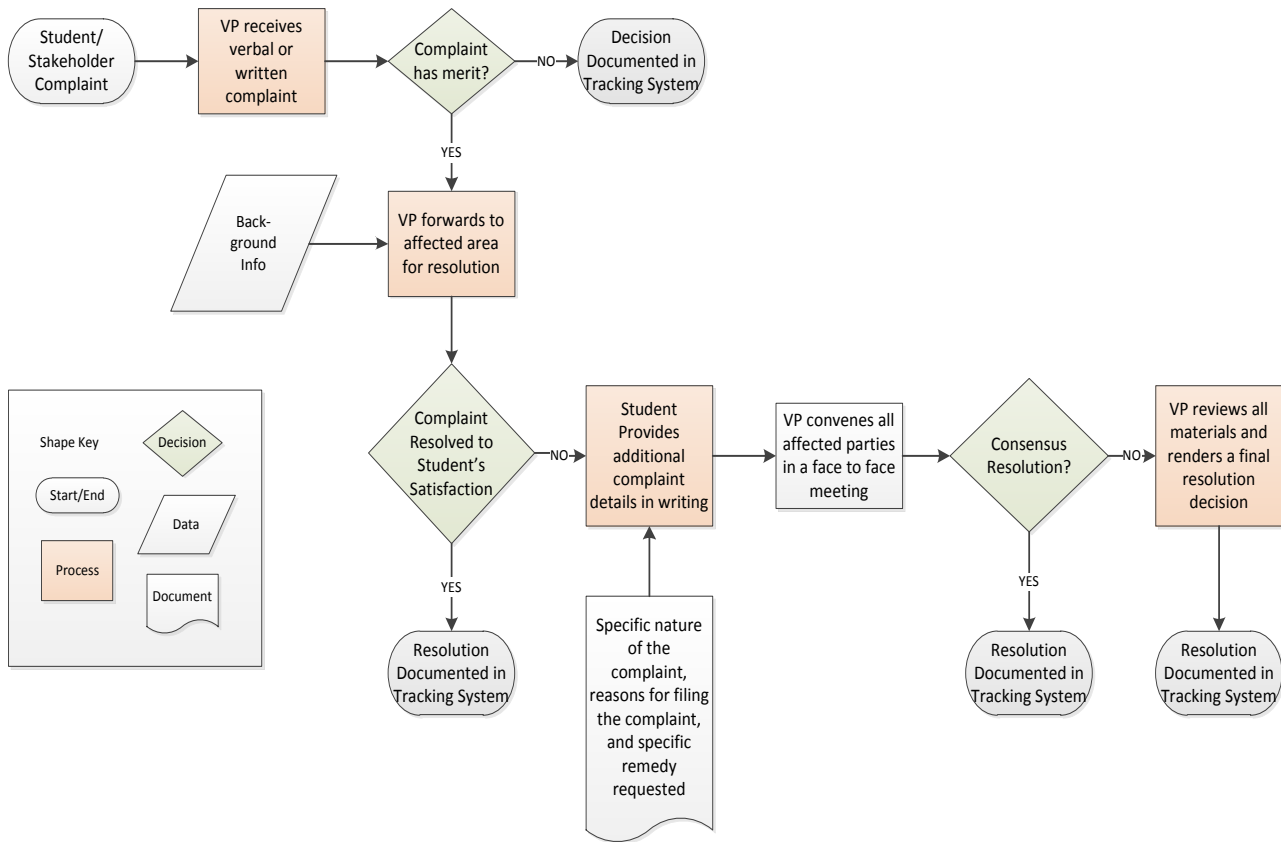 Student/
Stakeholder
Complaint
VP receives
verbal or
written
complaint
Complaint
has merit?
NO
Decision
Documented in
Tracking System
YES
Back-
ground
Info
VP forwards to
affected area
for resolution
Complaint
Resolved to
Student's
Satisfaction
NO
Student
Provides
additional
complaint
details in writing
VP convenes all
affected parties
in a face to face
meeting
Consensus
Resolution?
NO
VP reviews all
materials and
renders a final
resolution
decision
YES
Resolution
Documented in
Tracking System
Specific nature
of the
complaint,
reasons for filing
the complaint,
and specific
remedy
requested
YES
Resolution
Documented in
Tracking System
Resolution
Documented in
Tracking System
Shape Key
Decision
Start/End
Data
Process
Document